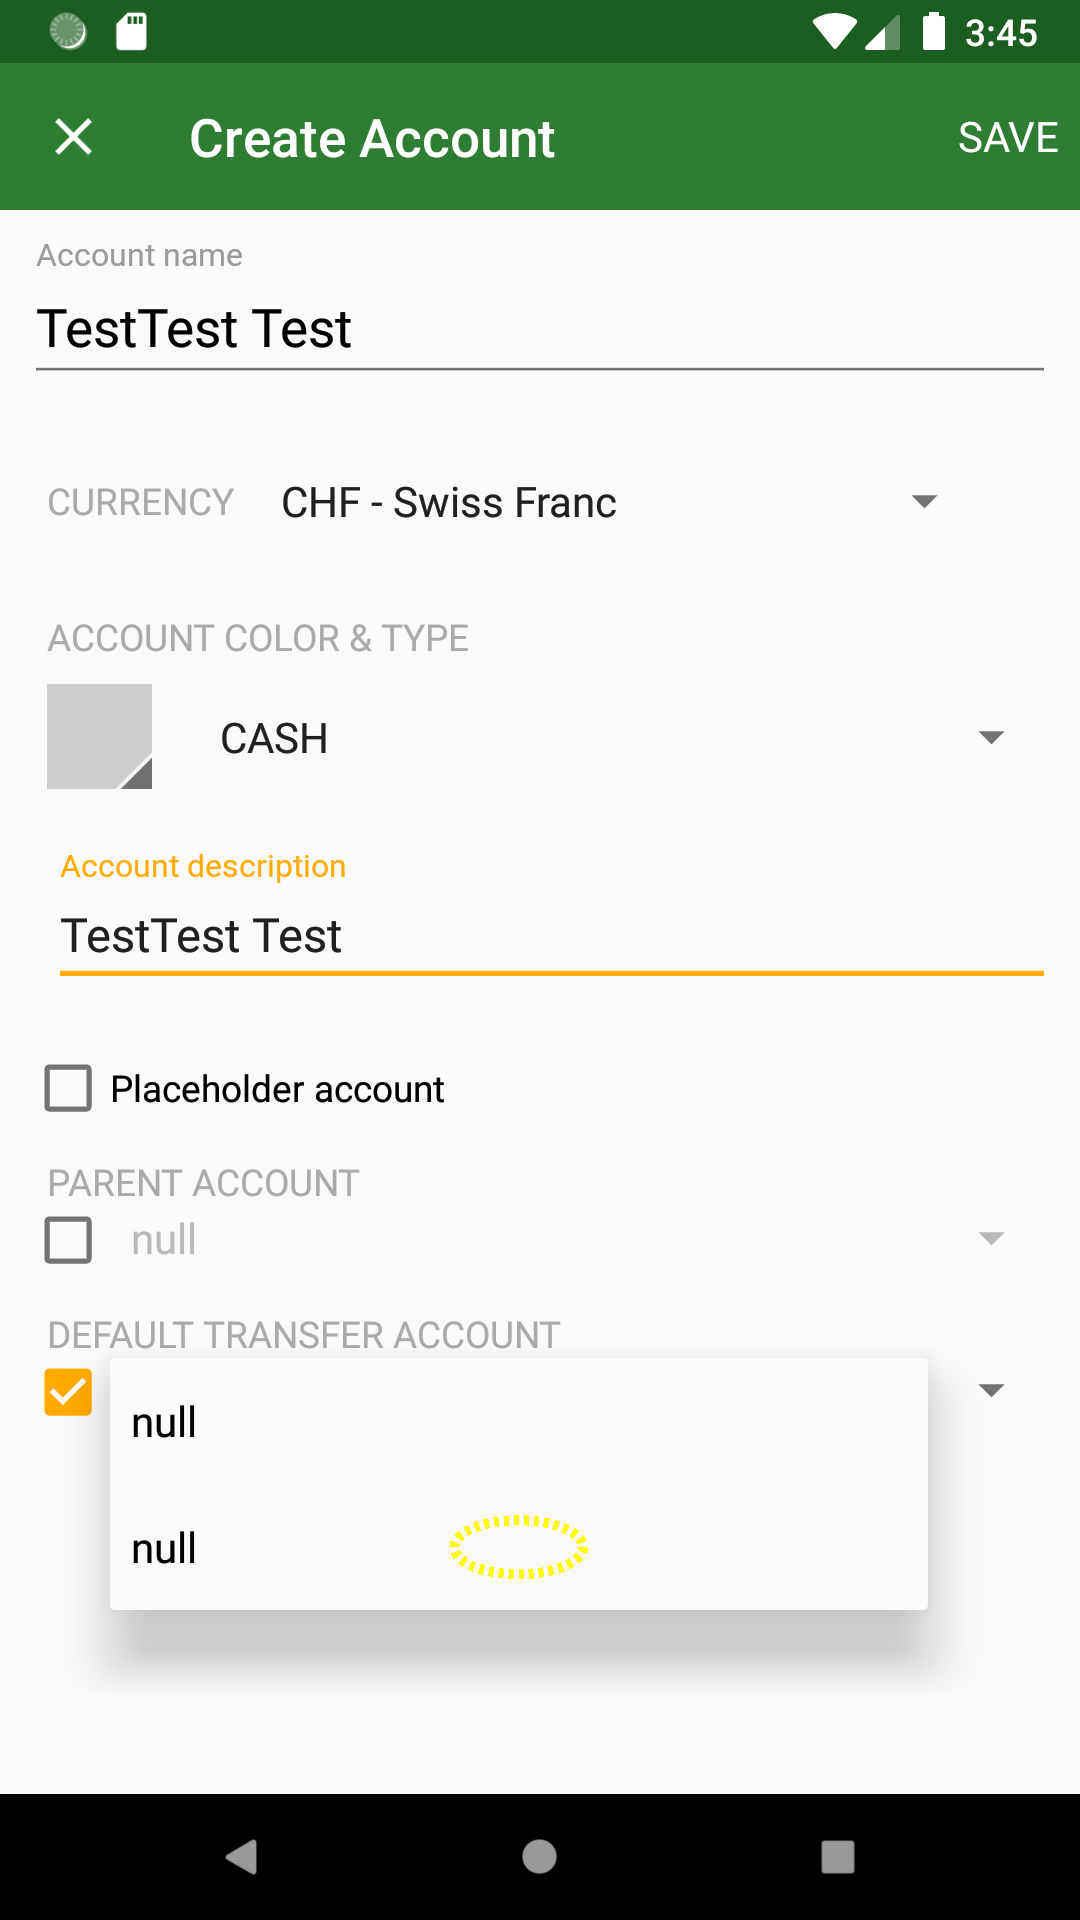 3:45
Create Account
SAVE
Account name
TestTest Test
CURRENCY CHF - Swiss Franc
ACCOUNT COLOR & TYPE
CASH
Account description
TestTest Test
Placeholder account
PARENT ACCOUNT
null
DEFAULT TRANSFER ACCOUNT
null
null